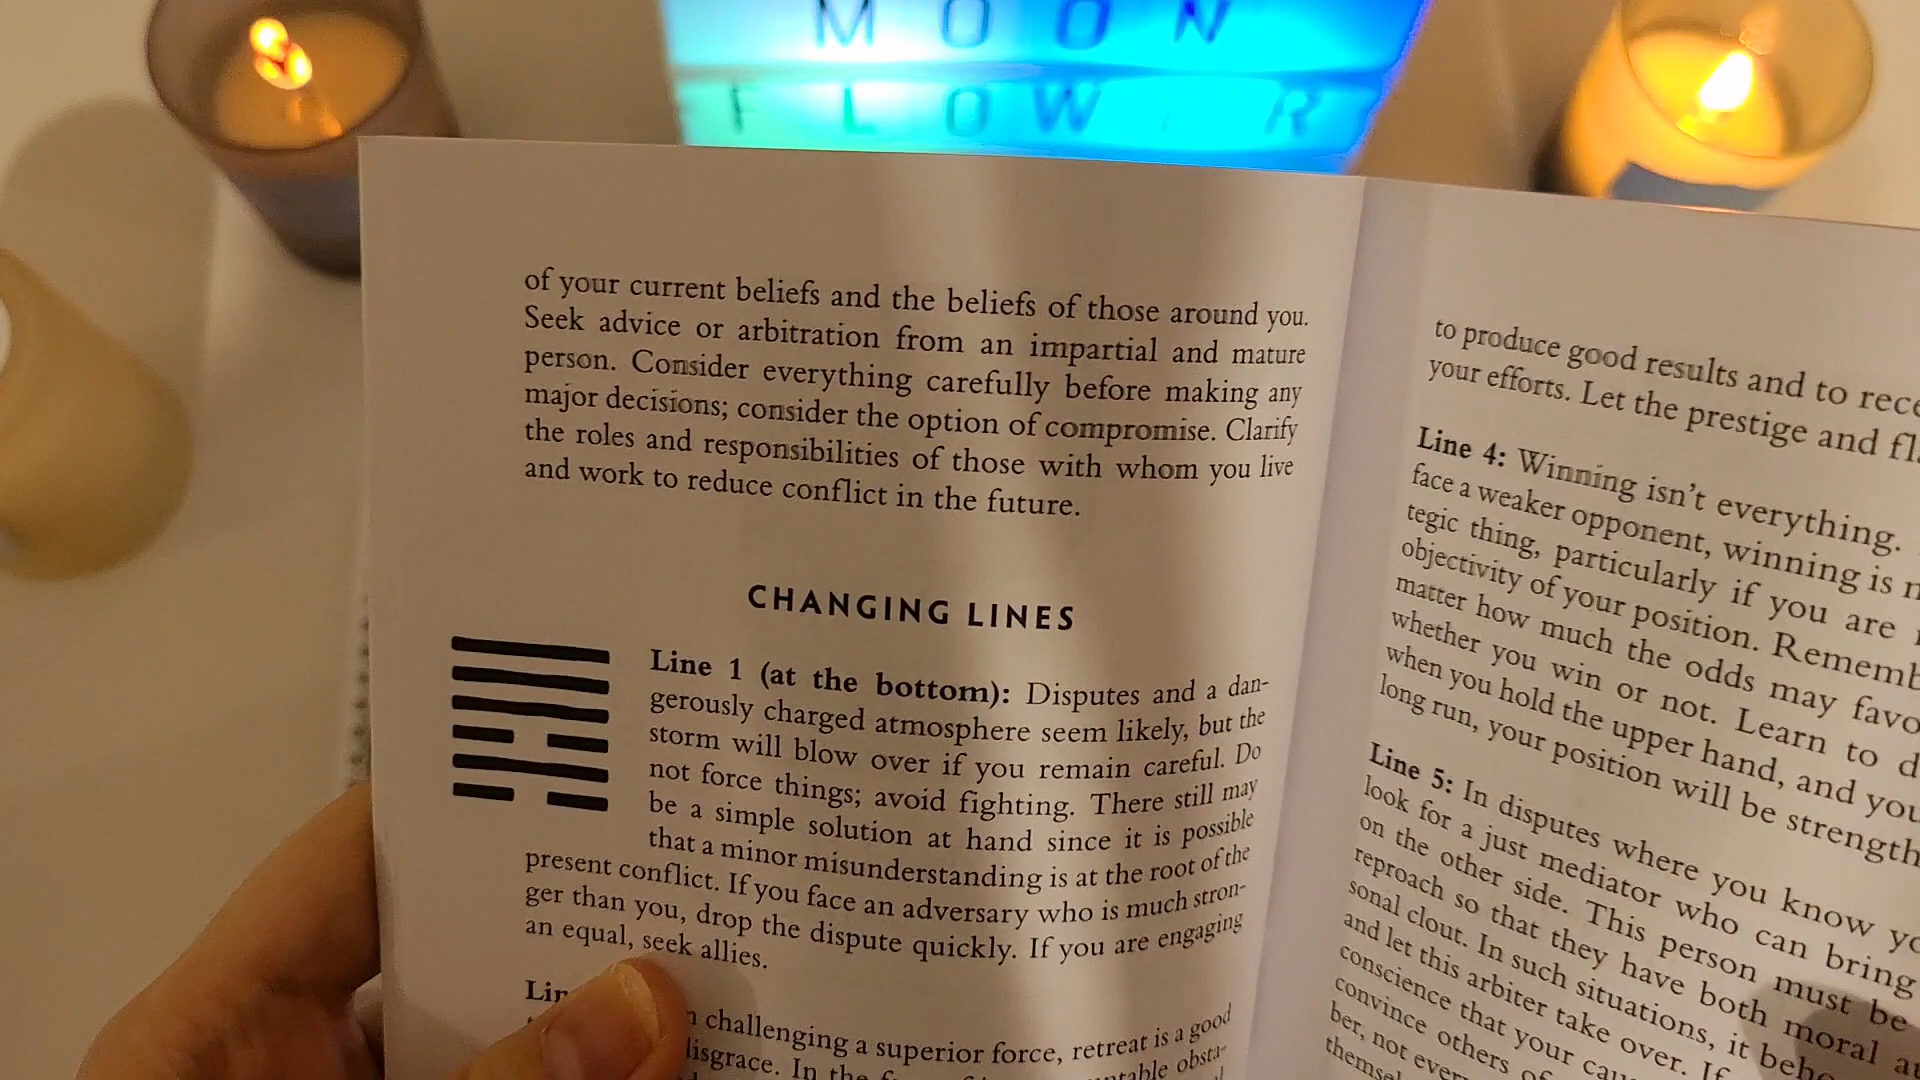 MOON
FLOW R
of your current beliefs and the beliefs of those around you.
Seek advice or arbitration from an impartial and mature
person. Consider everything carefully before making any
major decisions; consider the option of compromise. Clarify
the roles and responsibilities of those with whom you live
and work to reduce conflict in the future.
CHANGING LINES
Line 1 (at the bottom): Disputes and a dan-
gerously charged atmosphere seem likely, but the
storm will blow over if you remain careful. Do
not force things; avoid fighting. There still may
be a simple solution at hand since it is possible
that a minor misunderstanding is at the root of the
present conflict. If you face an adversary who is much stron-
ger than you, drop the dispute quickly. If you are engaging
an equal, seek allies.
challenging a superior force, retreat is a good
disgrace. In the
obsta-
to produce good results and to
your efforts. Let the prestige and
Line 4: Winning isn't everything.
face a weaker opponent, winning is
tegic thing, particularly if you are
objectivity of your position.
matter how much the odds may
whether you win or not. Learn to
when you hold the upper hand, and
long run, your position will be
Line 5: In disputes where you know
look for a just mediator who can bring
on the other side. This person must be
reproach so that they have both moral
sonal clout. In such situations, it
and let this arbiter take over. If
conscience that your
convince others of
ber, not